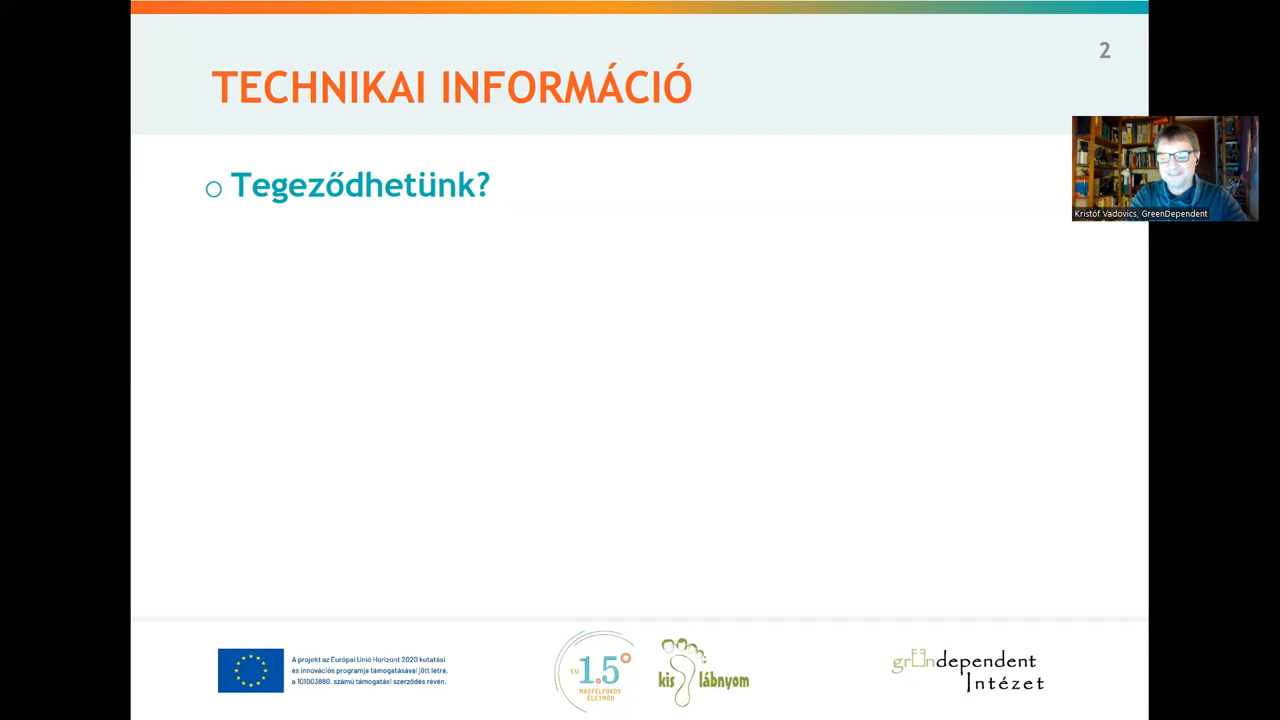 2
TECHNIKAI INFORMÁCIÓ
Tegeződhetünk?
Kristóf Vadovics, GreenDependent
A projekt az Európai Unió Horizont 2020 kutatási
és innovációs programja támogatásával jött létre,
a 101003880. számú támogatási szerződés révén.
EU 1.5°
MÁSFÉLFOKOS
ÉLETMÓD
kis lábnyom
gréendependent
Intézet